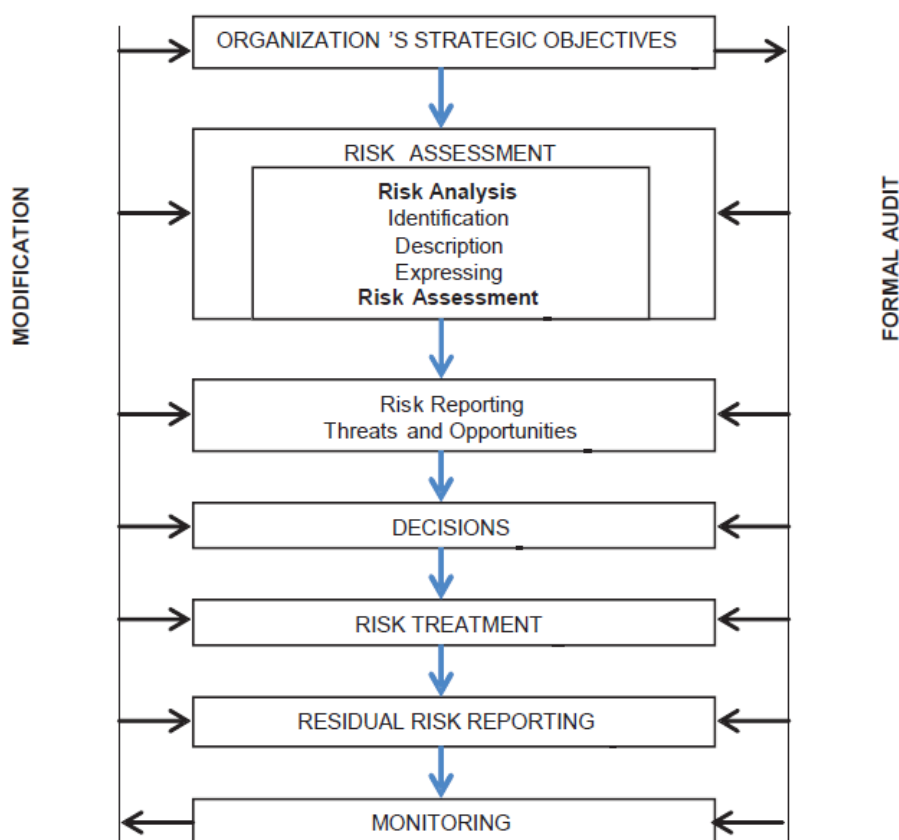 ORGANIZATION 'S STRATEGIC OBJECTIVES
RISK ASSESSMENT
Risk Analysis
Identification
Description
Expressing
Risk Assessment
MODIFICATION
FORMAL AUDIT
Risk Reporting
Threats and Opportunities
DECISIONS
RISK TREATMENT
RESIDUAL RISK REPORTING
MONITORING